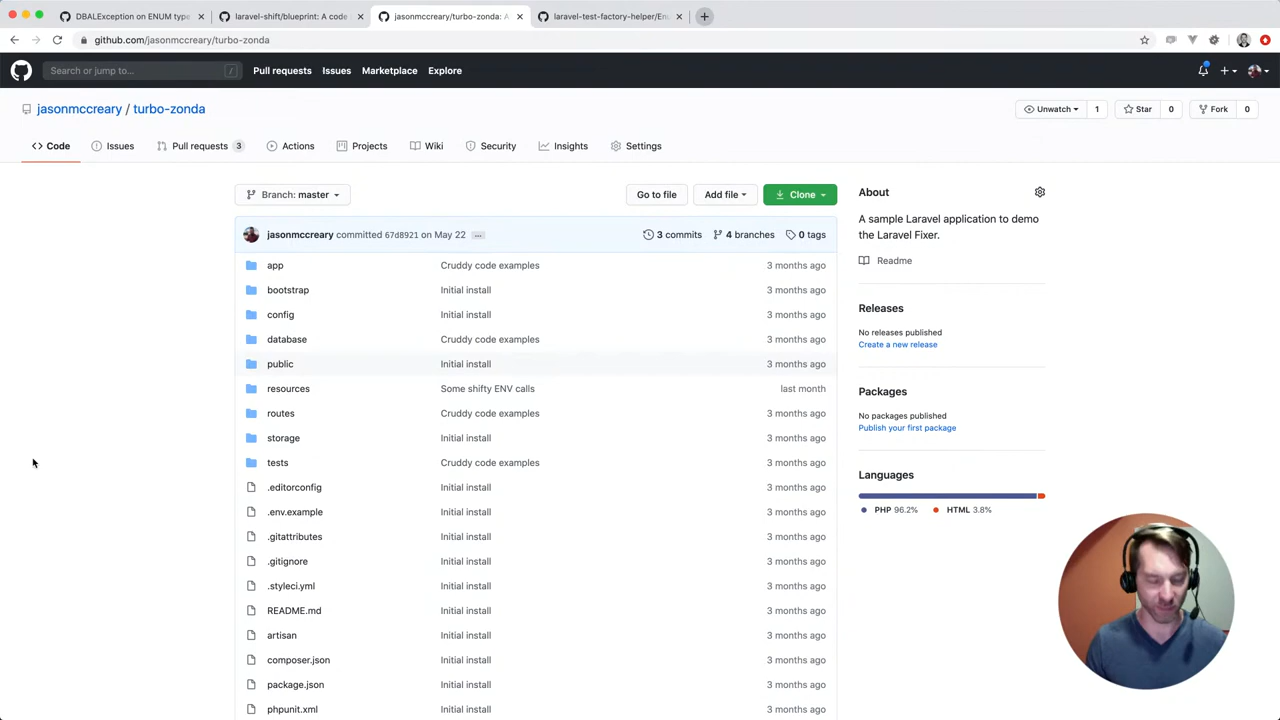 DBALException on ENUM type
laravel-shift/blueprint: A code
jasonmccreary/turbo-zonda: A
laravel-test-factory-helper/Enu
github.com/jasonmccreary/turbo-zonda
Search or jump to...
/
Pull requests
Issues
Marketplace
Explore
jasonmccreary / turbo-zonda
Unwatch
1
Star
0
Fork
0
Code
Issues
Pull requests 3
Actions
Projects
Wiki
Security
Insights
Settings
Branch: master
Go to file
Add file
Clone
jasonmccreary committed 67d8921 on May 22 ...
3 commits
4 branches
0 tags
app Cruddy code examples 3 months ago
bootstrap Initial install 3 months ago
config Initial install 3 months ago
database Cruddy code examples 3 months ago
public Initial install 3 months ago
resources Some shifty ENV calls last month
routes Cruddy code examples 3 months ago
storage Initial install 3 months ago
tests Cruddy code examples 3 months ago
.editorconfig Initial install 3 months ago
.env.example Initial install 3 months ago
.gitattributes Initial install 3 months ago
.gitignore Initial install 3 months ago
.styleci.yml Initial install 3 months ago
README.md Initial install 3 months ago
artisan Initial install 3 months ago
composer.json Initial install 3 months ago
package.json Initial install 3 months ago
phpunit.xml Initial install 3 months ago
About
A sample Laravel application to demo
the Laravel Fixer.
Readme
Releases
No releases published
Create a new release
Packages
No packages published
Publish your first package
Languages
PHP 96.2%
HTML 3.8%